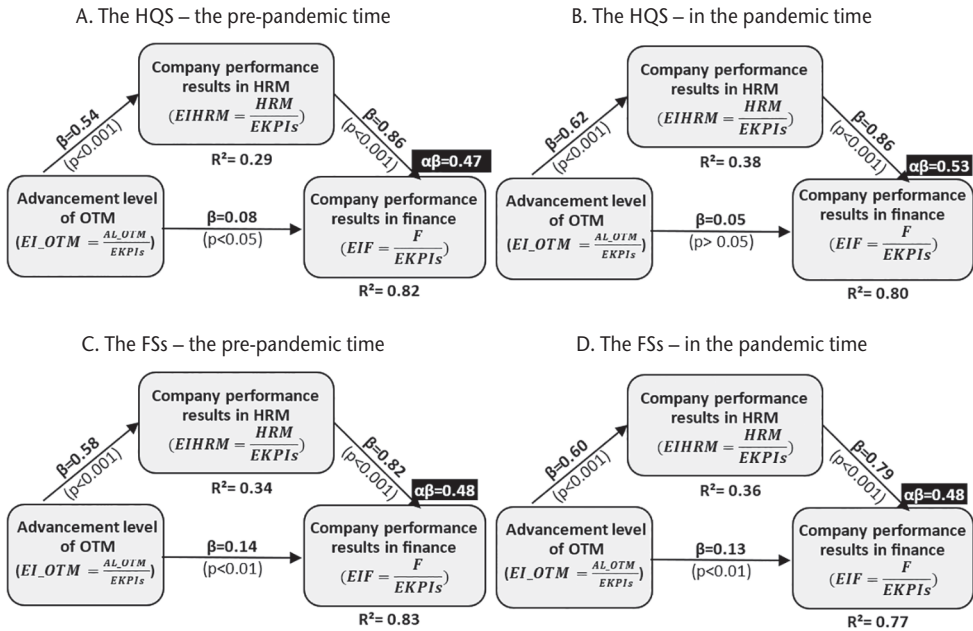 A. The HQS – the pre-pandemic time
Company performance
results in HRM
(EIHRM = HRM/EKPIs)
β=0.54
(p<0.001)
β=0.86
(p<0.001)
R²= 0.29
αβ=0.47
Advancement level
of OTM
(EI_OTM = AL_OTM/EKPIs)
β=0.08
(p<0.05)
Company performance
results in finance
(EIF = F/EKPIs)
R²= 0.82
B. The HQS – in the pandemic time
Company performance
results in HRM
(EIHRM = HRM/EKPIs)
β=0.62
(p<0.001)
β=0.86
(p<0.001)
R²= 0.38
αβ=0.53
Advancement level
of OTM
(EI_OTM = AL_OTM/EKPIs)
β=0.05
(p> 0.05)
Company performance
results in finance
(EIF = F/EKPIs)
R²= 0.80
C. The FSs – the pre-pandemic time
Company performance
results in HRM
(EIHRM = HRM/EKPIs)
β=0.58
(p<0.001)
β=0.82
(p<0.001)
R²= 0.34
αβ=0.48
Advancement level
of OTM
(EI_OTM = AL_OTM/EKPIs)
β=0.14
(p<0.01)
Company performance
results in finance
(EIF = F/EKPIs)
R²= 0.83
D. The FSs – in the pandemic time
Company performance
results in HRM
(EIHRM = HRM/EKPIs)
β=0.60
(p<0.001)
β=0.79
(p<0.001)
R²= 0.36
αβ=0.48
Advancement level
of OTM
(EI_OTM = AL_OTM/EKPIs)
β=0.13
(p<0.01)
Company performance
results in finance
(EIF = F/EKPIs)
R²= 0.77